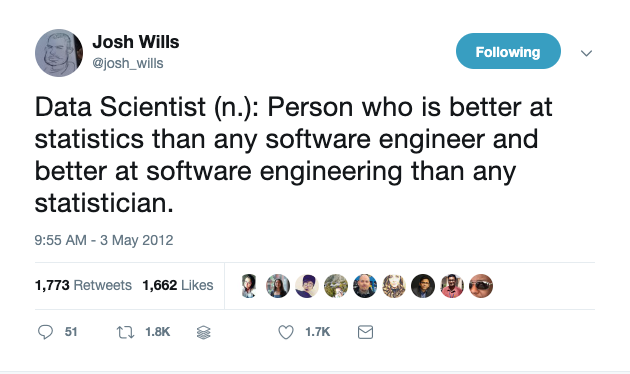 Josh Wills
@josh_wills
Following
Data Scientist (n.): Person who is better at
statistics than any software engineer and
better at software engineering than any
statistician.
9:55 AM - 3 May 2012
1,773 Retweets 1,662 Likes
51 1.8K 1.7K